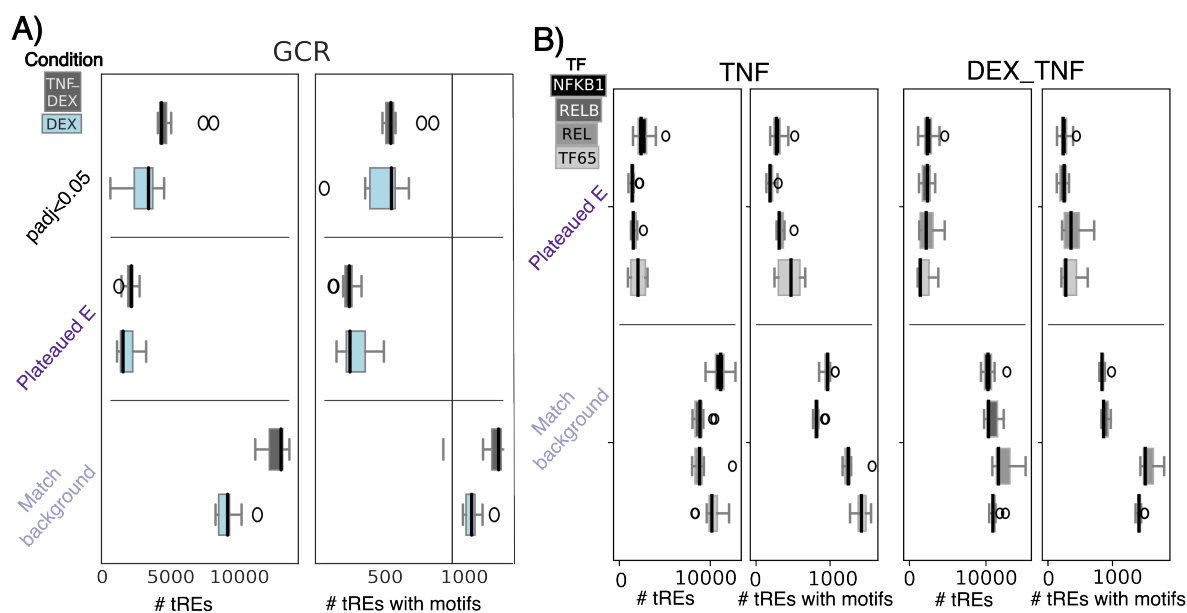 A)
GCR
Condition
TNF_
DEX
DEX
padj<0.05
Plateaued E
Match
background
0
5000
10000
# tREs
500
1000
# tREs with motifs
B)
TF
NFKB1
RELB
REL
TF65
TNF
DEX_TNF
Plateaued E
Match
background
0
10000
# tREs
0
1000
# tREs with motifs
0
10000
# tREs
0
1000
# tREs with motifs